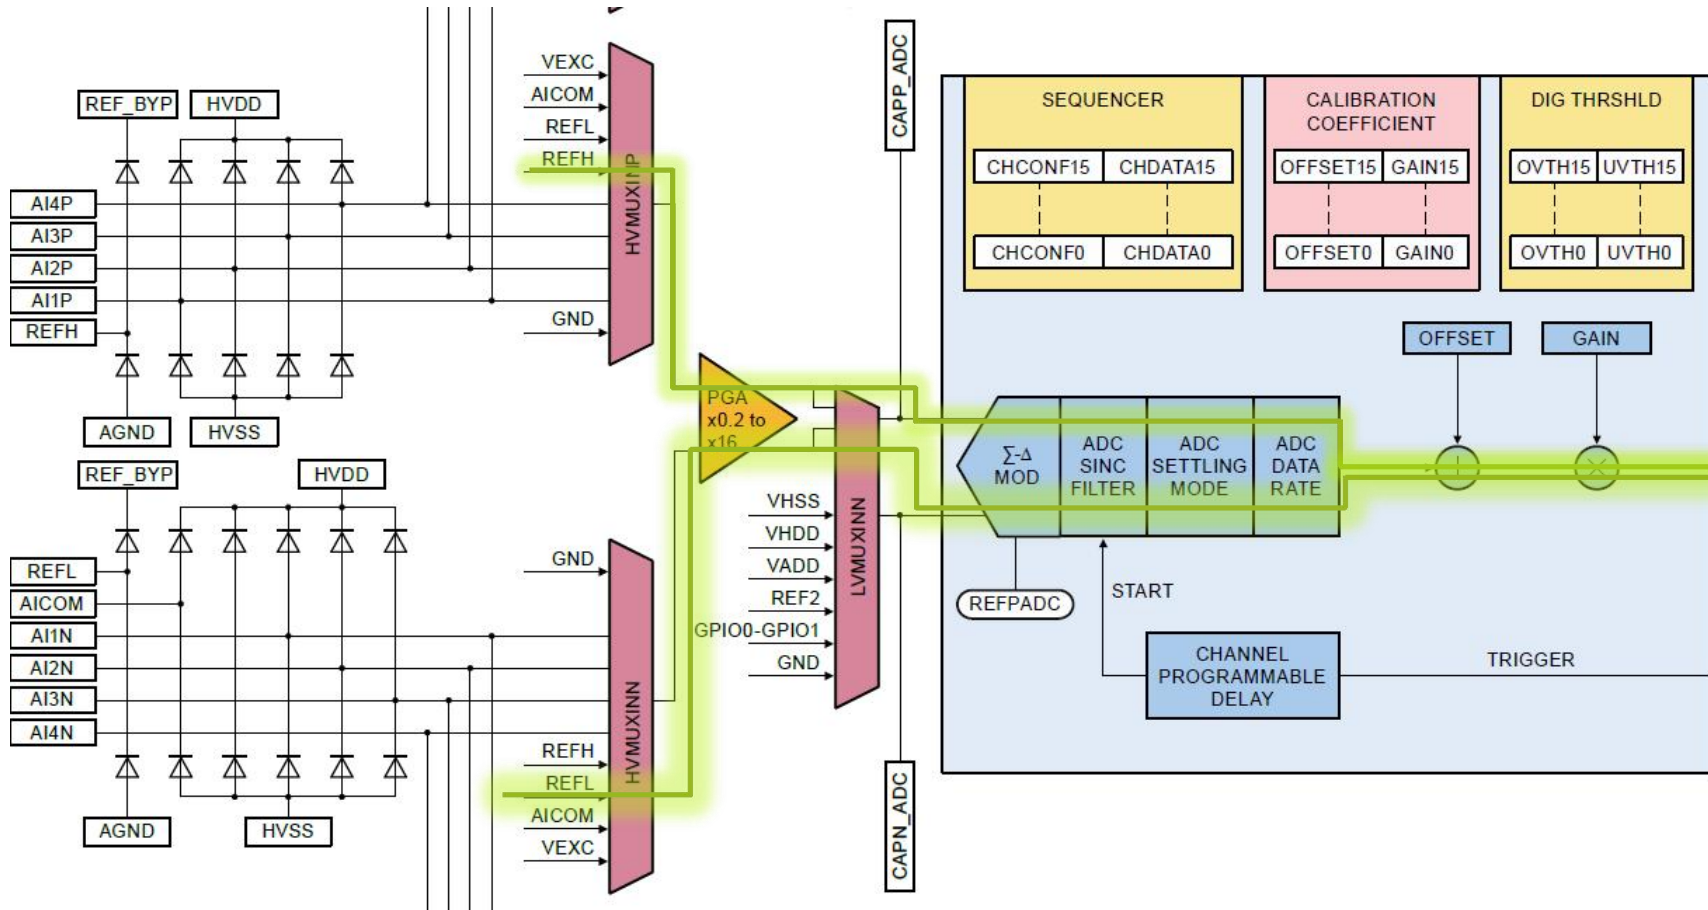 CAPP_ADC
VEXC
AICOM
REFL
REFH
HVMUXINP
GND
REF_BYP
HVDD
AI4P
AI3P
AI2P
AI1P
REFH
AGND
HVSS
SEQUENCER
CHCONF15
CHDATA15
CHCONF0
CHDATA0
CALIBRATION
COEFFICIENT
OFFSET15
GAIN15
OFFSET0
GAIN0
DIG THRSHLD
OVTH15
UVTH15
OVTH0
UVTH0
OFFSET
GAIN
PGA
x0.2 to
x16
Σ-Δ
MOD
ADC
SINC
FILTER
ADC
SETTLING
MODE
ADC
DATA
RATE
REF_BYP
HVDD
REFL
AICOM
AI1N
AI2N
AI3N
AI4N
AGND
HVSS
GND
HVMUXINN
REFH
REFL
AICOM
VEXC
VHSS
VHDD
VADD
REF2
GPIO0-GPIO1
GND
LVMUXINN
CAPN_ADC
REFPADC
START
CHANNEL
PROGRAMMABLE
DELAY
TRIGGER